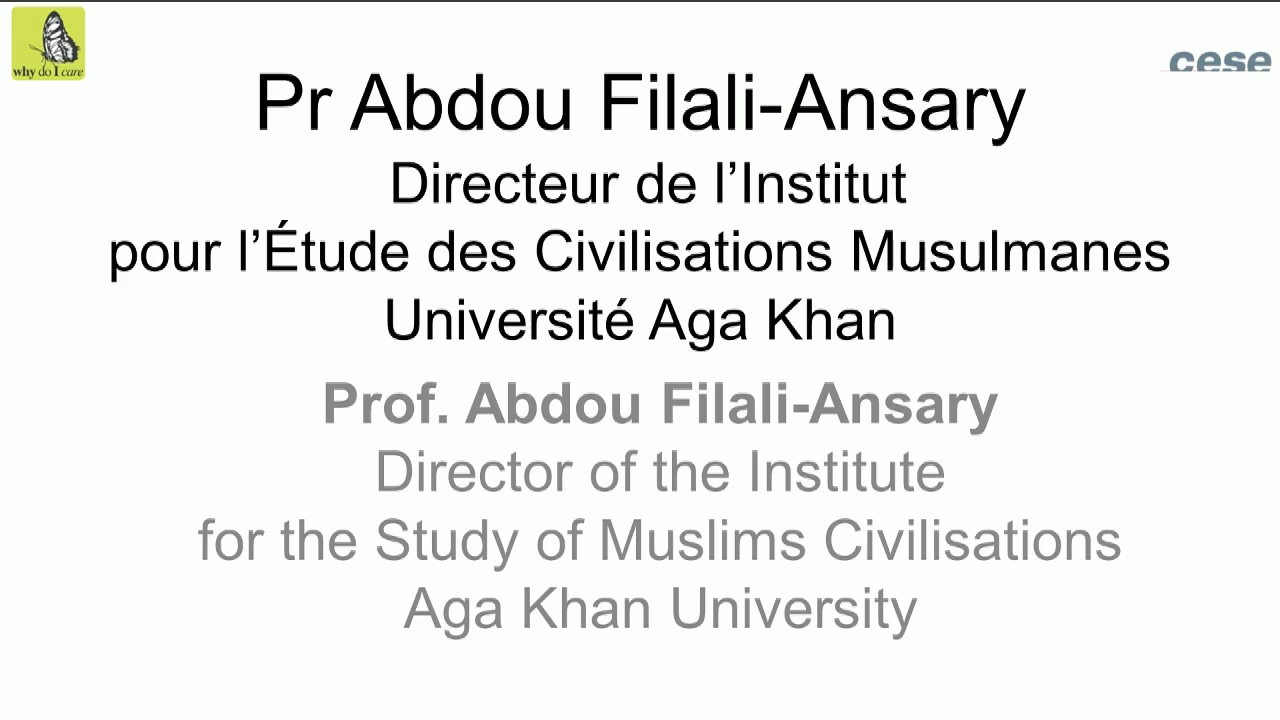 why do I care
cese
Pr Abdou Filali-Ansary
Directeur de l’Institut
pour l’Étude des Civilisations Musulmanes
Université Aga Khan
Prof. Abdou Filali-Ansary
Director of the Institute
for the Study of Muslims Civilisations
Aga Khan University